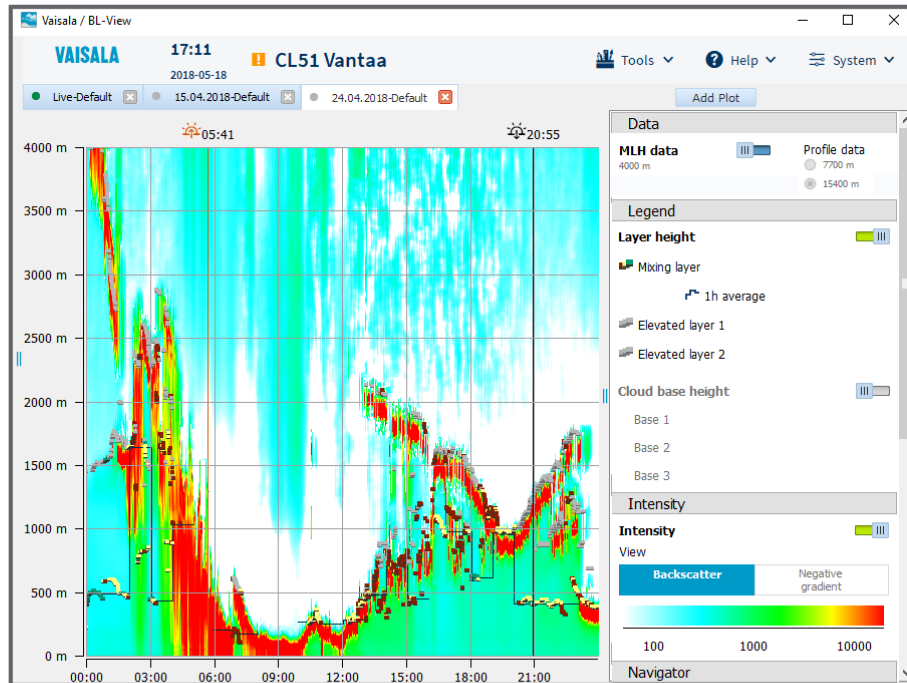 Vaisala / BL-View
VAISALA
17:11
2018-05-18
CL51 Vantaa
Tools
Help
System
Live-Default
15.04.2018-Default
24.04.2018-Default
Add Plot
05:41
20:55
4000 m
3500 m
3000 m
2500 m
2000 m
1500 m
1000 m
500 m
0 m
00:00 03:00 06:00 09:00 12:00 15:00 18:00 21:00
Data
MLH data
4000 m
Profile data
7700 m
15400 m
Legend
Layer height
Mixing layer
1h average
Elevated layer 1
Elevated layer 2
Cloud base height
Base 1
Base 2
Base 3
Intensity
Intensity
View
Backscatter
Negative
gradient
100 1000 10000
Navigator